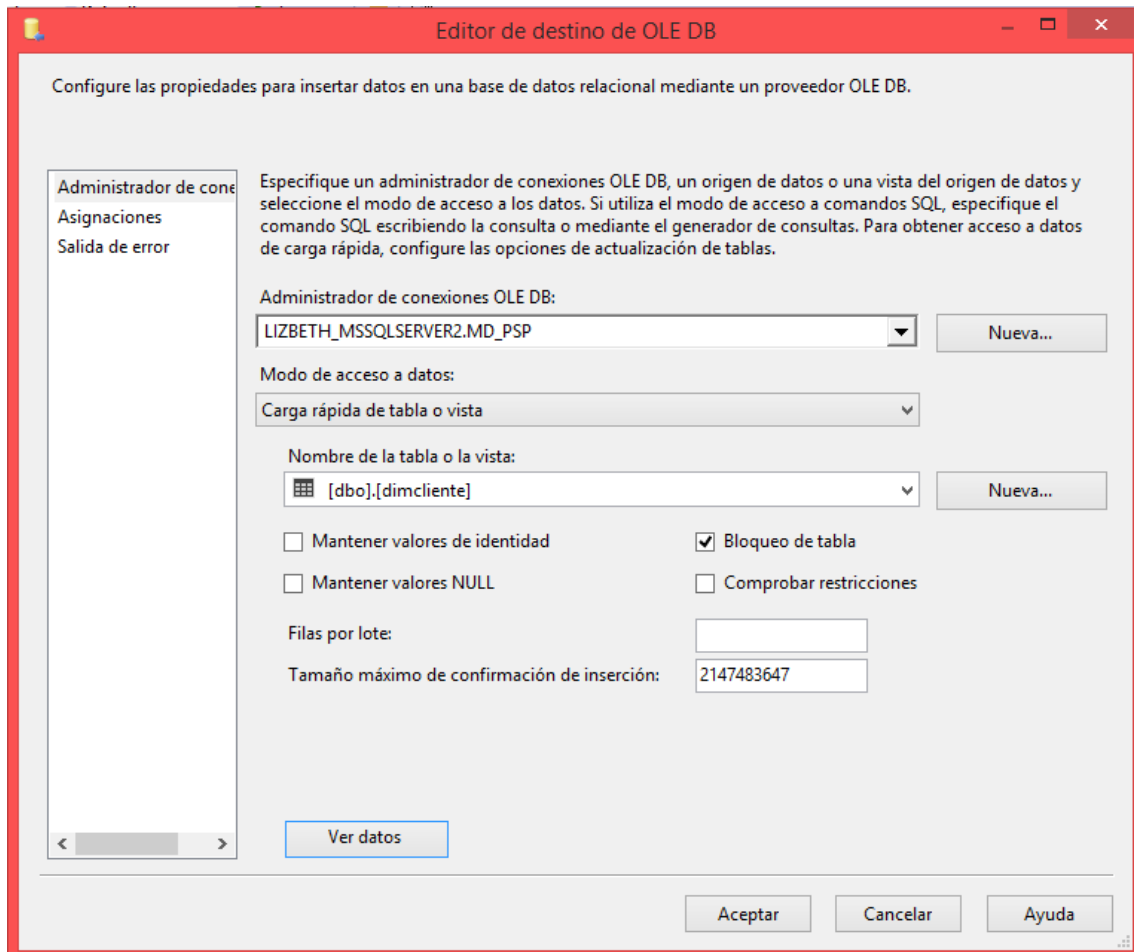 Editor de destino de OLE DB
Configure las propiedades para insertar datos en una base de datos relacional mediante un proveedor OLE DB.
Administrador de cone
Asignaciones
Salida de error
Especifique un administrador de conexiones OLE DB, un origen de datos o una vista del origen de datos y
seleccione el modo de acceso a los datos. Si utiliza el modo de acceso a comandos SQL, especifique el
comando SQL escribiendo la consulta o mediante el generador de consultas. Para obtener acceso a datos
de carga rápida, configure las opciones de actualización de tablas.
Administrador de conexiones OLE DB:
LIZBETH_MSSQLSERVER2.MD_PSP
Nueva...
Modo de acceso a datos:
Carga rápida de tabla o vista
Nombre de la tabla o la vista:
[dbo].[dimcliente]
Nueva...
Mantener valores de identidad
Bloqueo de tabla
Mantener valores NULL
Comprobar restricciones
Filas por lote:
Tamaño máximo de confirmación de inserción:
2147483647
Ver datos
Aceptar
Cancelar
Ayuda